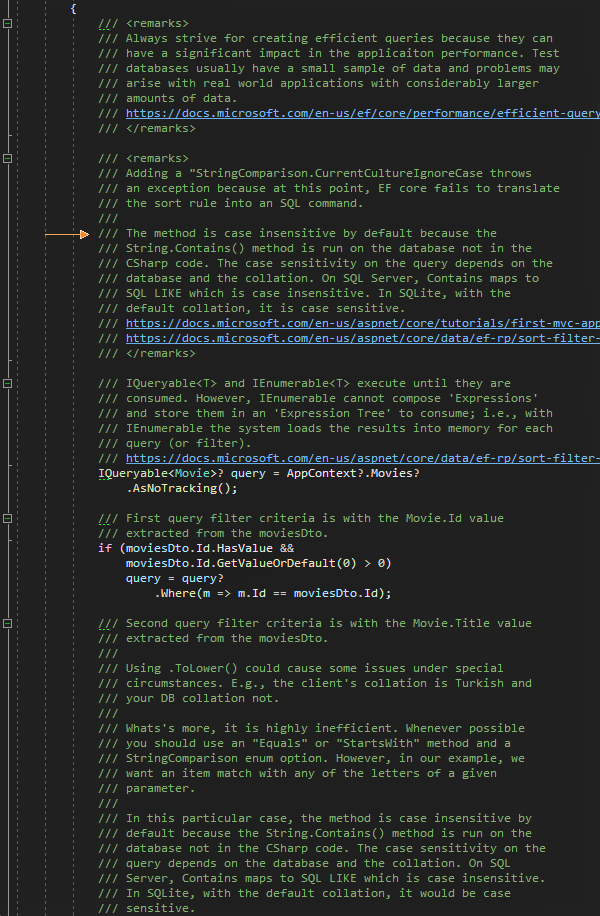 {
/// <remarks>
/// Always strive for creating efficient queries because they can
/// have a significant impact in the applicaiton performance. Test
/// databases usually have a small sample of data and problems may
/// arise with real world applications with considerably larger
/// amounts of data.
/// https://docs.microsoft.com/en-us/ef/core/performance/efficient-query
/// </remarks>
/// <remarks>
/// Adding a "StringComparison.CurrentCultureIgnoreCase throws
/// an exception because at this point, EF core fails to translate
/// the sort rule into an SQL command.
///
/// The method is case insensitive by default because the
/// String.Contains() method is run on the database not in the
/// CSharp code. The case sensitivity on the query depends on the
/// database and the collation. On SQL Server, Contains maps to
/// SQL LIKE which is case insensitive. In SQLite, with the
/// default collation, it is case sensitive.
/// https://docs.microsoft.com/en-us/aspnet/core/tutorials/first-mvc-app
/// https://docs.microsoft.com/en-us/aspnet/core/data/ef-rp/sort-filter-
/// </remarks>
/// IQueryable<T> and IEnumerable<T> execute until they are
/// consumed. However, IEnumerable cannot compose 'Expressions'
/// and store them in an 'Expression Tree' to consume; i.e., with
/// IEnumerable the system loads the results into memory for each
/// query (or filter).
/// https://docs.microsoft.com/en-us/aspnet/core/data/ef-rp/sort-filter-
IQueryable<Movie>? query = AppContext?.Movies?
.AsNoTracking();
/// First query filter criteria is with the Movie.Id value
/// extracted from the moviesDto.
if (moviesDto.Id.HasValue &&
moviesDto.Id.GetValueOrDefault(0) > 0)
query = query?
.Where(m => m.Id == moviesDto.Id);
/// Second query filter criteria is with the Movie.Title value
/// extracted from the moviesDto.
///
/// Using .ToLower() could cause some issues under special
/// circumstances. E.g., the client's collation is Turkish and
/// your DB collation not.
///
/// Whats's more, it is highly inefficient. Whenever possible
/// you should use an "Equals" or "StartsWith" method and a
/// StringComparison enum option. However, in our example, we
/// want an item match with any of the letters of a given
/// parameter.
///
/// In this particular case, the method is case insensitive by
/// default because the String.Contains() method is run on the
/// database not in the CSharp code. The case sensitivity on the
/// query depends on the database and the collation. On SQL
/// Server, Contains maps to SQL LIKE which is case insensitive.
/// In SQLite, with the default collation, it would be case
/// sensitive.